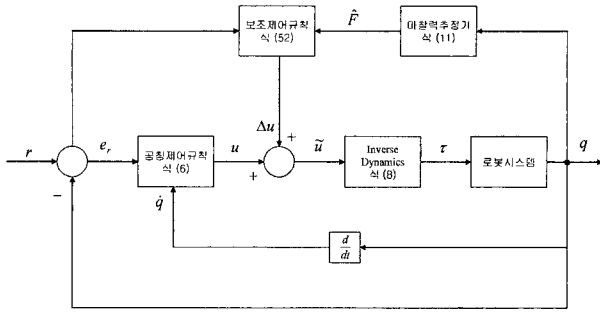 보조제어규칙
식 (52)
F̂
마찰력추정기
식 (11)
Δu
+
r
e_r
공칭제어규칙
식 (6)
u
+
ũ
Inverse
Dynamics
식 (8)
τ
로봇시스템
q
−
q̇
d
dt